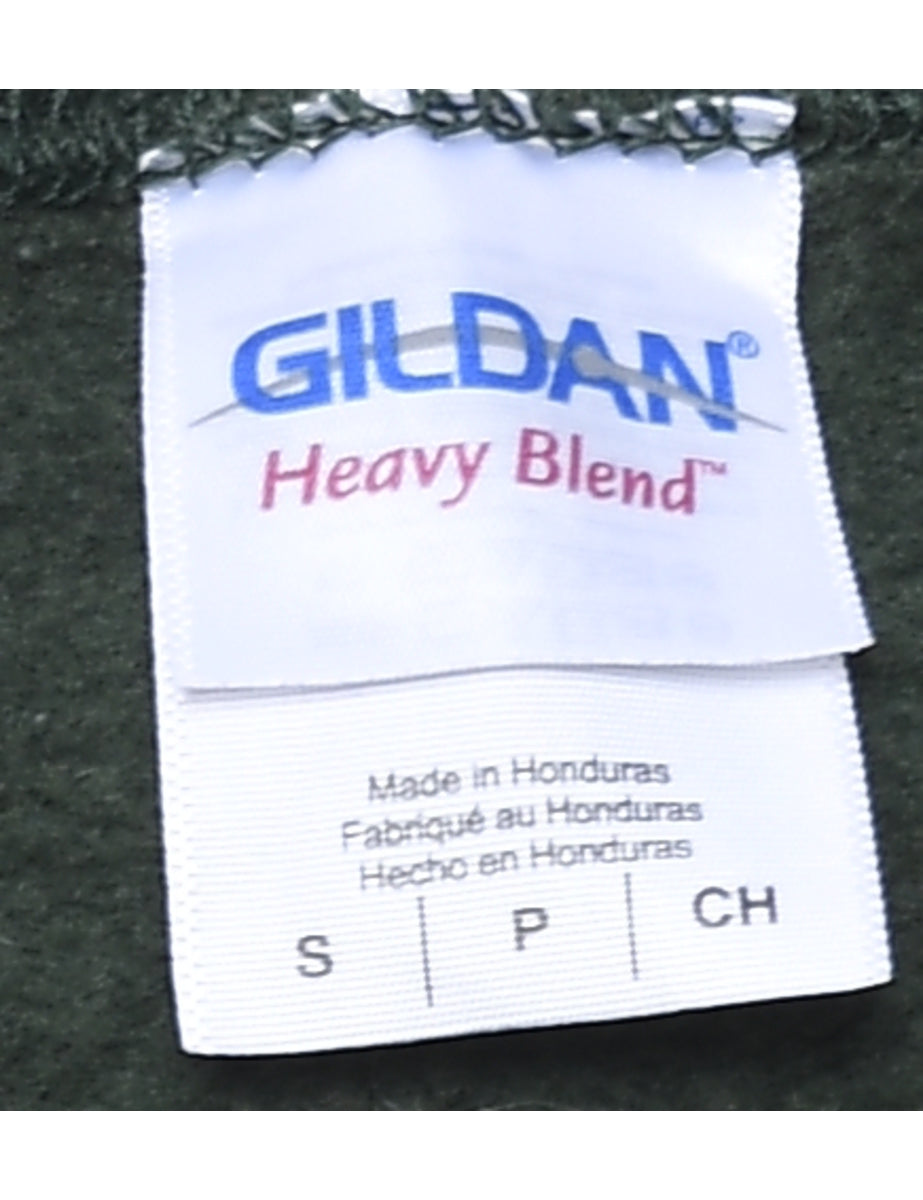 GILDAN®
Heavy Blend™
Made in Honduras
Fabriqué au Honduras
Hecho en Honduras
S | P | CH